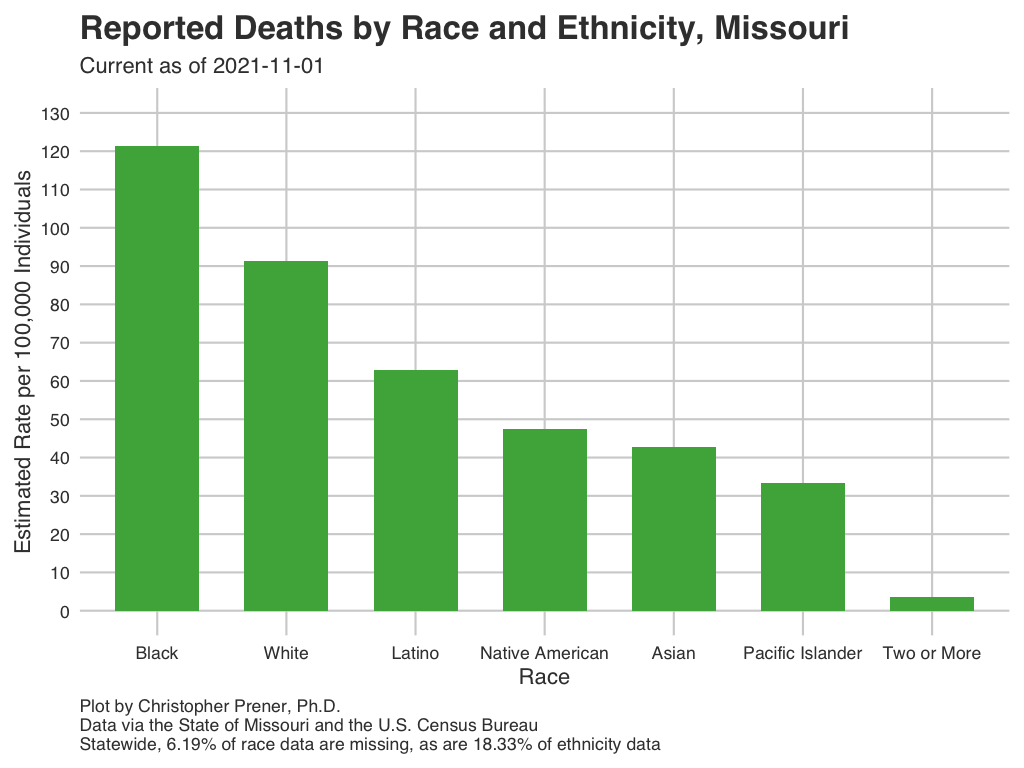 Reported Deaths by Race and Ethnicity, Missouri
Current as of 2021-11-01
Estimated Rate per 100,000 Individuals
130
120
110
100
90
80
70
60
50
40
30
20
10
0
Black White Latino Native American Asian Pacific Islander Two or More
Race
Plot by Christopher Prener, Ph.D.
Data via the State of Missouri and the U.S. Census Bureau
Statewide, 6.19% of race data are missing, as are 18.33% of ethnicity data